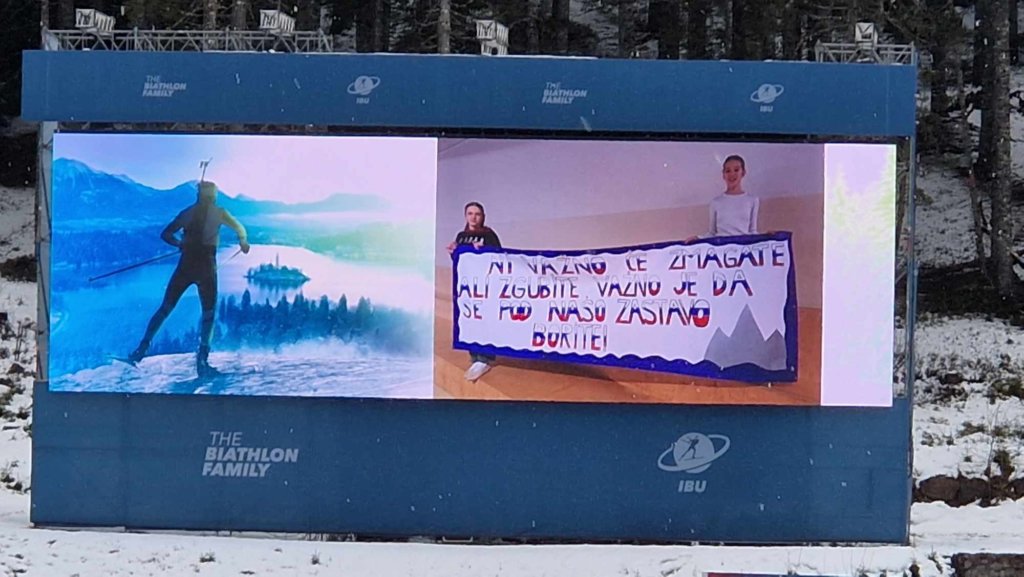 THE
BIATHLON
FAMILY
IBU
THE
BIATHLON
FAMILY
IBU
NI VAŽNO ČE ZMAGATE
ALI ZGUBITE VAŽNO JE DA
SE POD NAŠO ZASTAVO
BORITE!
THE
BIATHLON
FAMILY
IBU